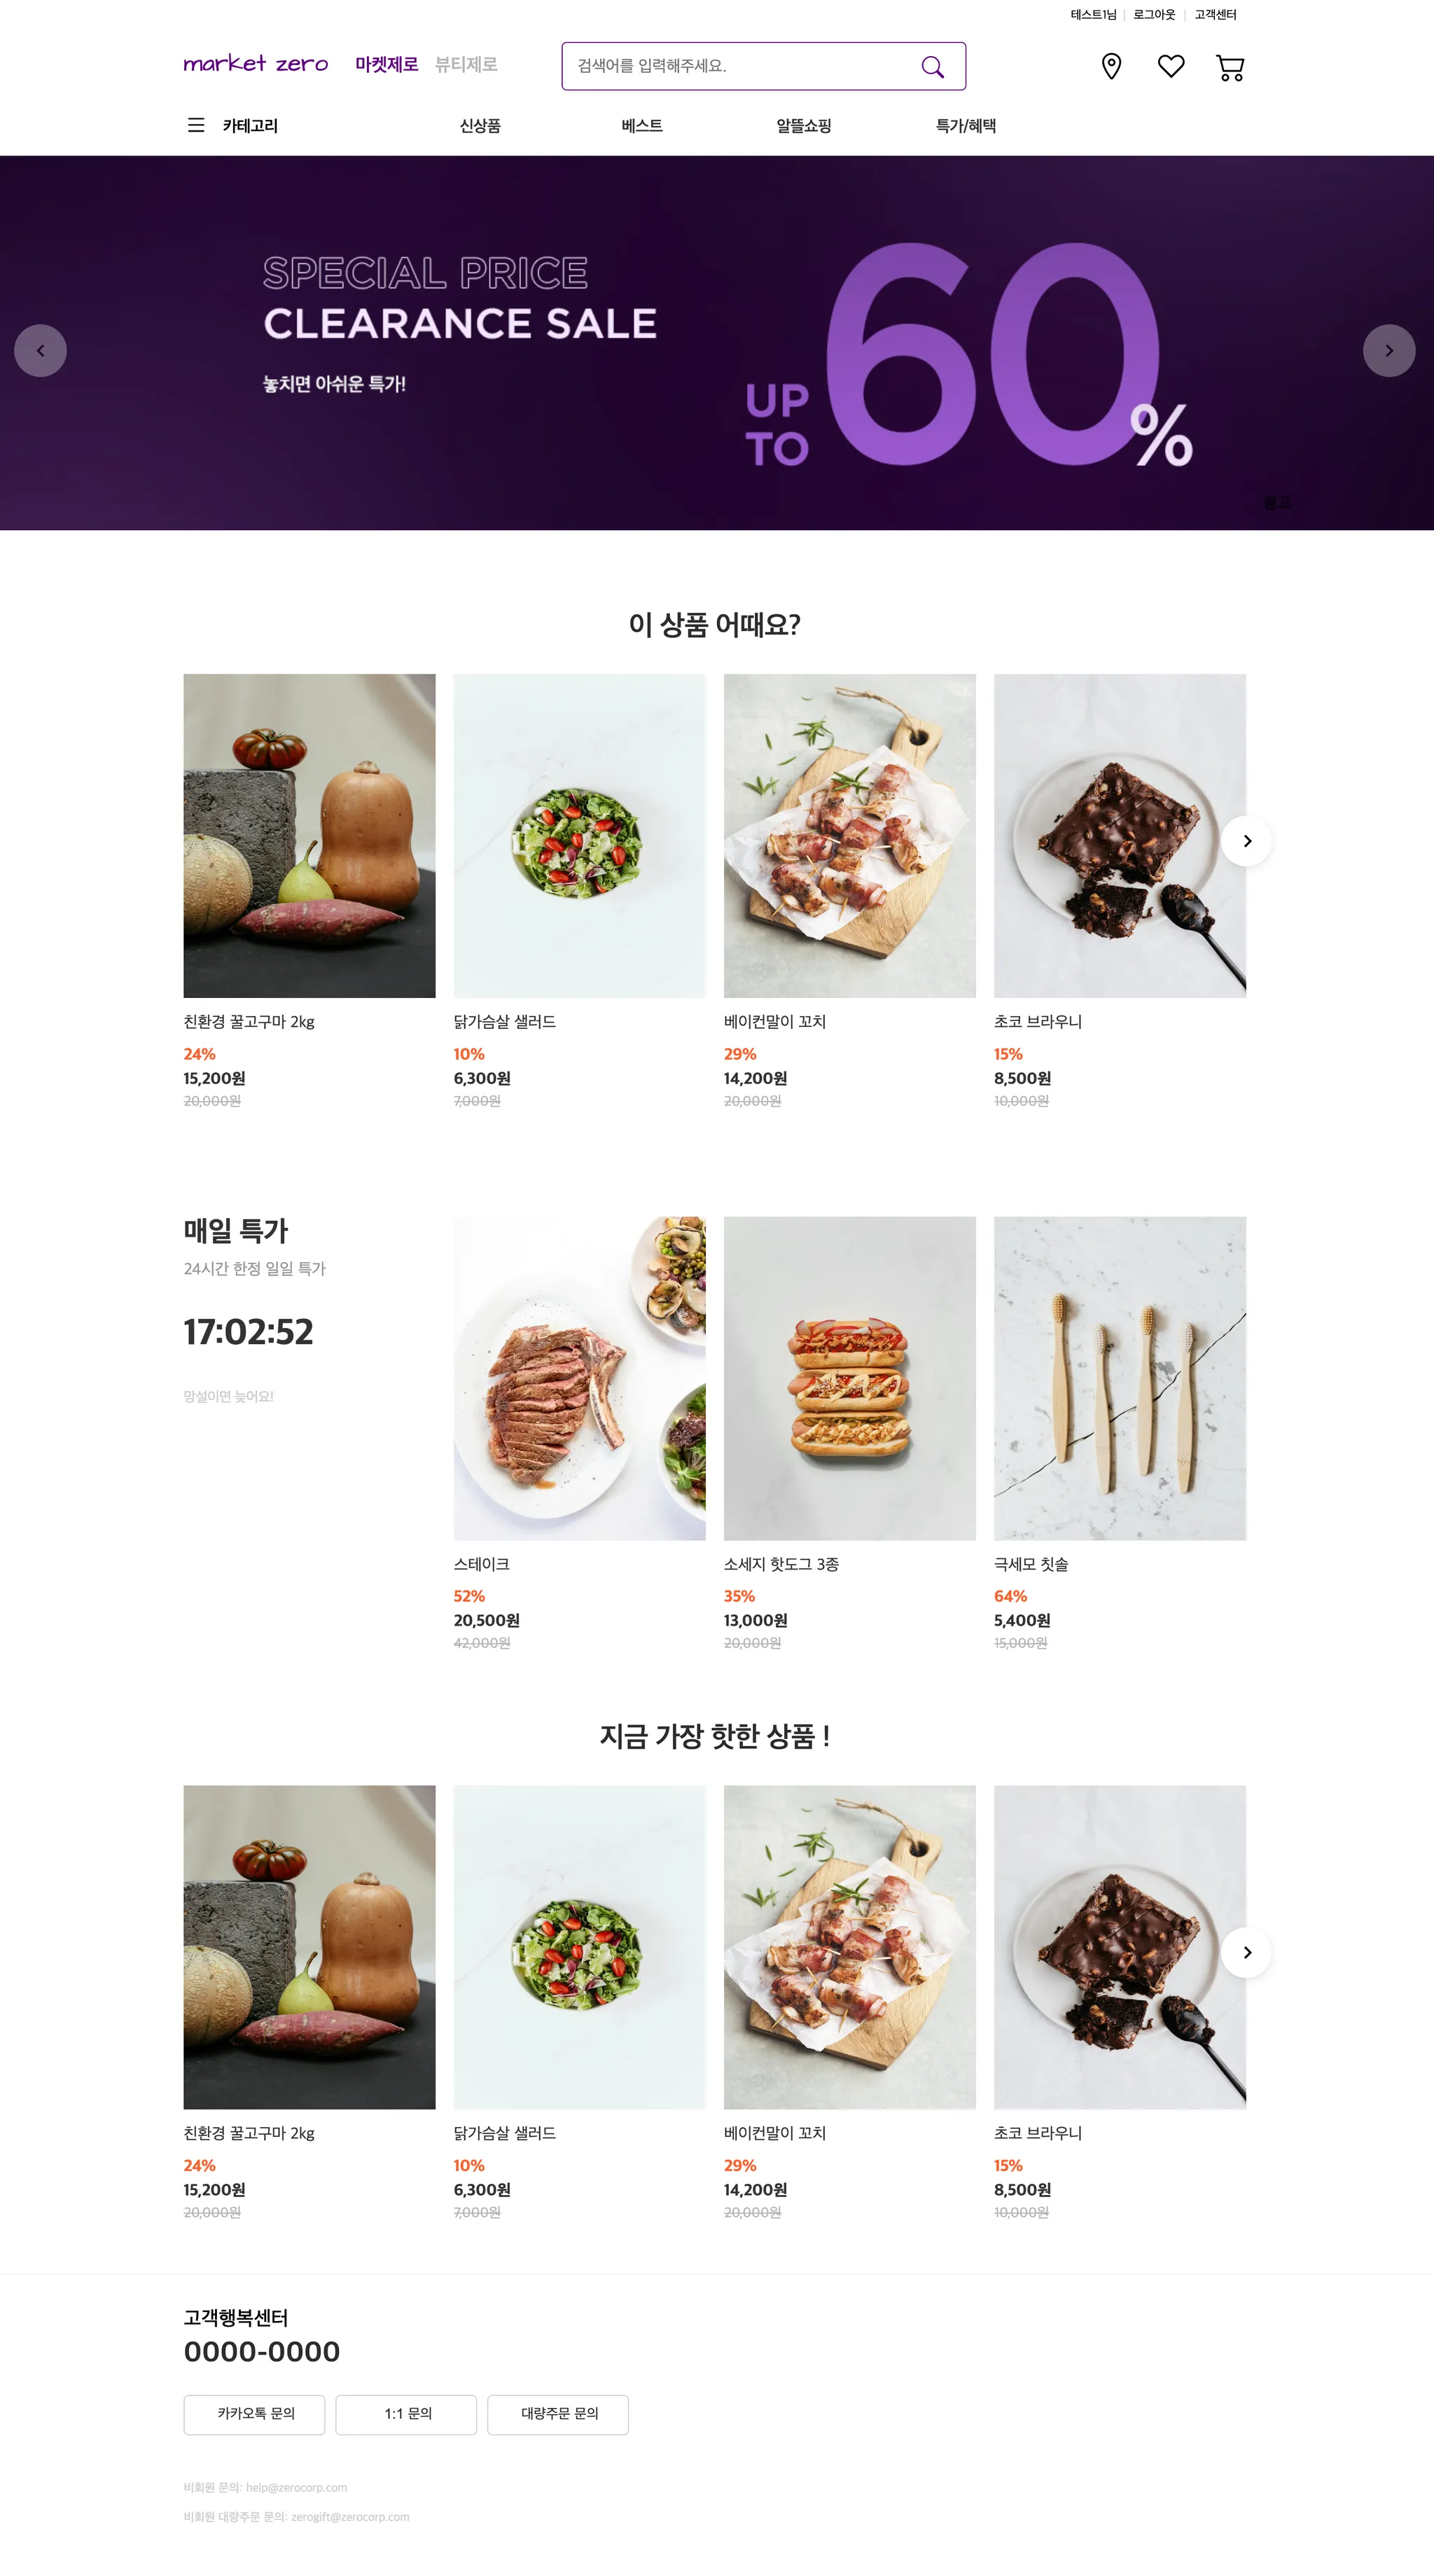 테스트1님 | 로그아웃 | 고객센터
market zero 마켓제로 뷰티제로 검색어를 입력해주세요.
카테고리 신상품 베스트 알뜰쇼핑 특가/혜택
SPECIAL PRICE
CLEARANCE SALE
놓치면 아쉬운 특가!
UP TO 60%
광고
이 상품 어때요?
친환경 꿀고구마 2kg
24%
15,200원
20,000원
닭가슴살 샐러드
10%
6,300원
7,000원
베이컨말이 꼬치
29%
14,200원
20,000원
초코 브라우니
15%
8,500원
10,000원
매일 특가
24시간 한정 일일 특가
17:02:52
망설이면 늦어요!
스테이크
52%
20,500원
42,000원
소세지 핫도그 3종
35%
13,000원
20,000원
극세모 칫솔
64%
5,400원
15,000원
지금 가장 핫한 상품 !
친환경 꿀고구마 2kg
24%
15,200원
20,000원
닭가슴살 샐러드
10%
6,300원
7,000원
베이컨말이 꼬치
29%
14,200원
20,000원
초코 브라우니
15%
8,500원
10,000원
고객행복센터
0000-0000
카카오톡 문의 1:1 문의 대량주문 문의
비회원 문의: help@zerocorp.com
비회원 대량주문 문의: zerogift@zerocorp.com